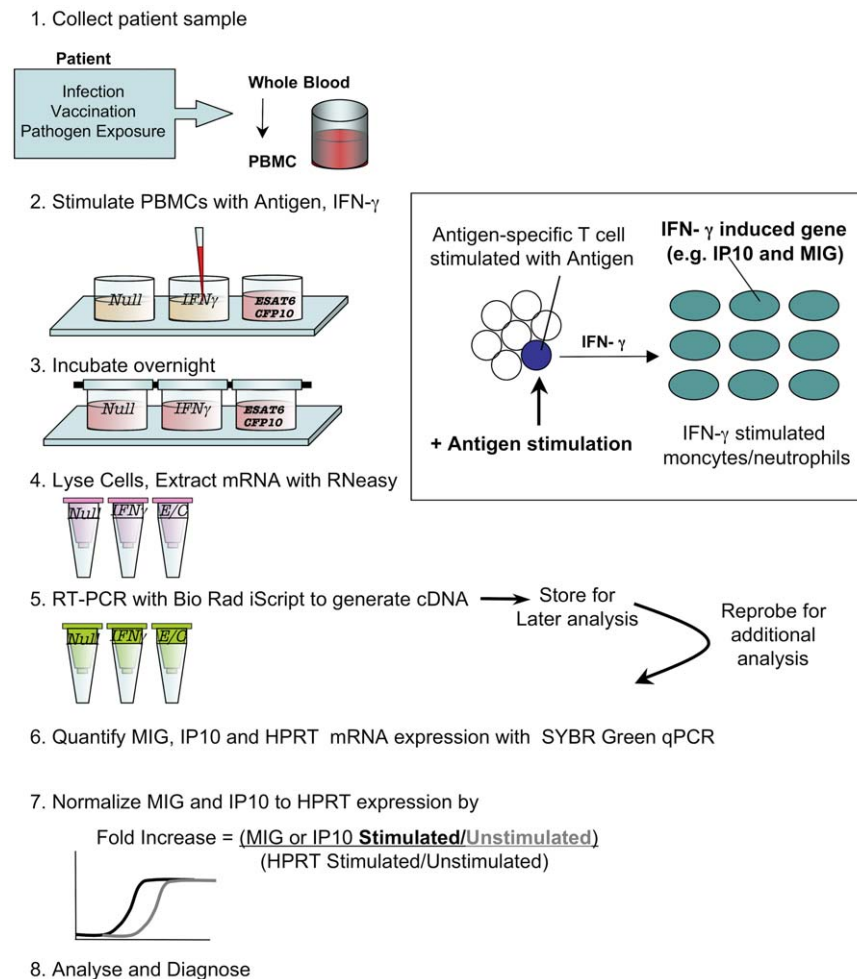 1. Collect patient sample
Patient
Infection
Vaccination
Pathogen Exposure
Whole Blood
PBMC
2. Stimulate PBMCs with Antigen, IFN-γ
Null
IFNγ
ESAT6
CFP10
3. Incubate overnight
Null
IFNγ
ESAT6
CFP10
4. Lyse Cells, Extract mRNA with RNeasy
Null
IFNγ
E/C
Antigen-specific T cell
stimulated with Antigen
IFN- γ induced gene
(e.g. IP10 and MIG)
IFN- γ
+ Antigen stimulation
IFN-γ stimulated
moncytes/neutrophils
5. RT-PCR with Bio Rad iScript to generate cDNA
Store for
Later analysis
Reprobe for
additional
analysis
Null
IFNγ
E/C
6. Quantify MIG, IP10 and HPRT mRNA expression with SYBR Green qPCR
7. Normalize MIG and IP10 to HPRT expression by
Fold Increase = (MIG or IP10 Stimulated/Unstimulated)
(HPRT Stimulated/Unstimulated)
8. Analyse and Diagnose